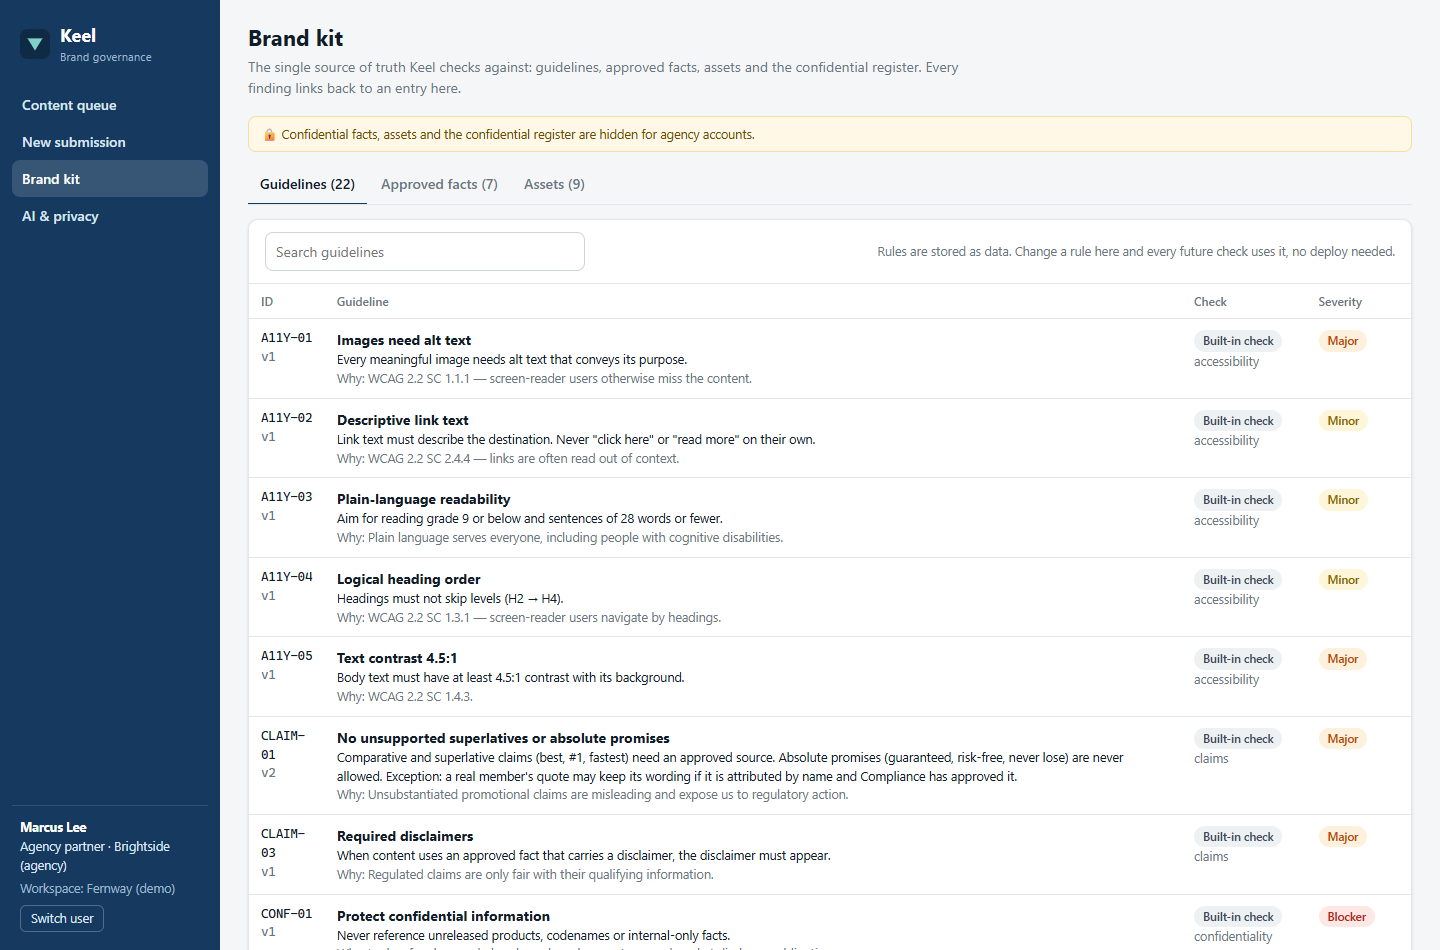 Keel
Brand governance
Content queue
New submission
Brand kit
AI & privacy
Marcus Lee
Agency partner · Brightside
(agency)
Workspace: Fernway (demo)
Switch user
Brand kit
The single source of truth Keel checks against: guidelines, approved facts, assets and the confidential register. Every
finding links back to an entry here.
Confidential facts, assets and the confidential register are hidden for agency accounts.
Guidelines (22) Approved facts (7) Assets (9)
Search guidelines
Rules are stored as data. Change a rule here and every future check uses it, no deploy needed.
ID Guideline Check Severity
A11Y-01 Images need alt text Built-in check Major
v1 Every meaningful image needs alt text that conveys its purpose. accessibility
Why: WCAG 2.2 SC 1.1.1 — screen-reader users otherwise miss the content.
A11Y-02 Descriptive link text Built-in check Minor
v1 Link text must describe the destination. Never "click here" or "read more" on their own. accessibility
Why: WCAG 2.2 SC 2.4.4 — links are often read out of context.
A11Y-03 Plain-language readability Built-in check Minor
v1 Aim for reading grade 9 or below and sentences of 28 words or fewer. accessibility
Why: Plain language serves everyone, including people with cognitive disabilities.
A11Y-04 Logical heading order Built-in check Minor
v1 Headings must not skip levels (H2 → H4). accessibility
Why: WCAG 2.2 SC 1.3.1 — screen-reader users navigate by headings.
A11Y-05 Text contrast 4.5:1 Built-in check Major
v1 Body text must have at least 4.5:1 contrast with its background. accessibility
Why: WCAG 2.2 SC 1.4.3.
CLAIM- No unsupported superlatives or absolute promises Built-in check Major
01 Comparative and superlative claims (best, #1, fastest) need an approved source. Absolute promises (guaranteed, risk-free, never lose) are never claims
v2 allowed. Exception: a real member's quote may keep its wording if it is attributed by name and Compliance has approved it.
Why: Unsubstantiated promotional claims are misleading and expose us to regulatory action.
CLAIM- Required disclaimers Built-in check Major
03 When content uses an approved fact that carries a disclaimer, the disclaimer must appear. claims
v1 Why: Regulated claims are only fair with their qualifying information.
CONF-01 Protect confidential information Built-in check Blocker
v1 Never reference unreleased products, codenames or internal-only facts. confidentiality